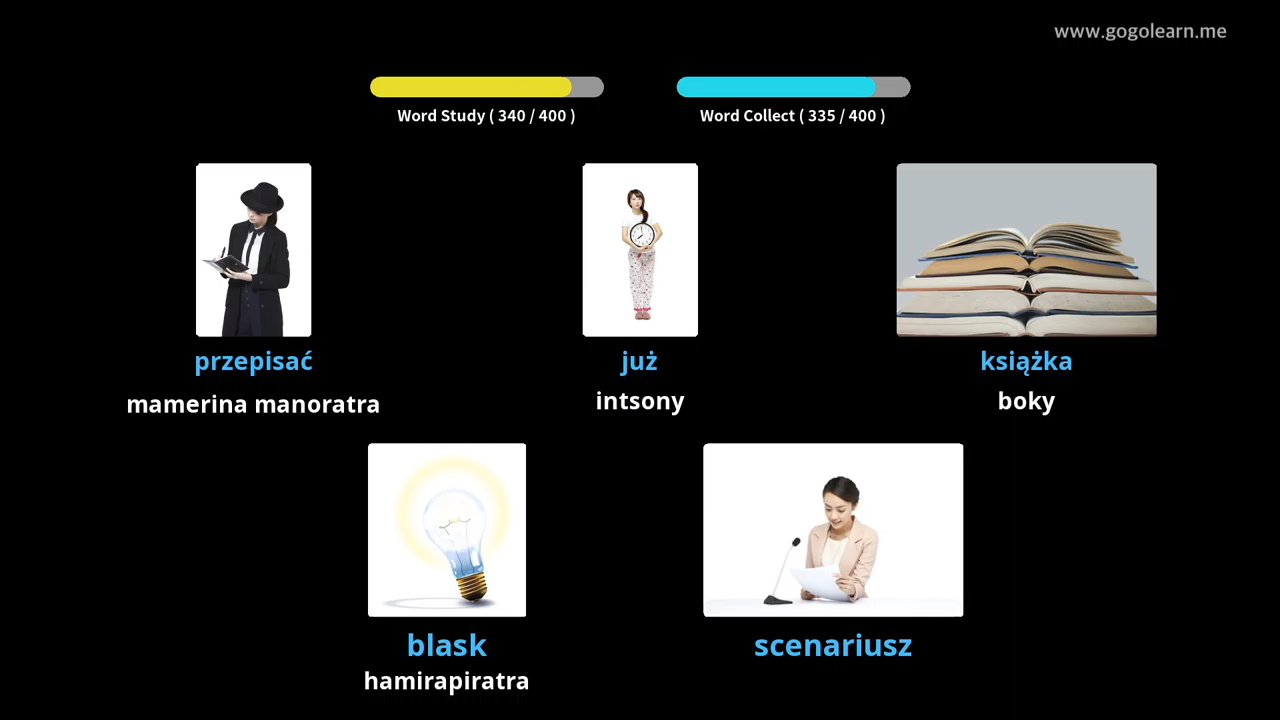 www.gogolearn.me
Word Study ( 340 / 400 )
Word Collect ( 335 / 400 )
przepisać
już
książka
mamerina manoratra
intsony
boky
blask
scenariusz
hamirapiratra